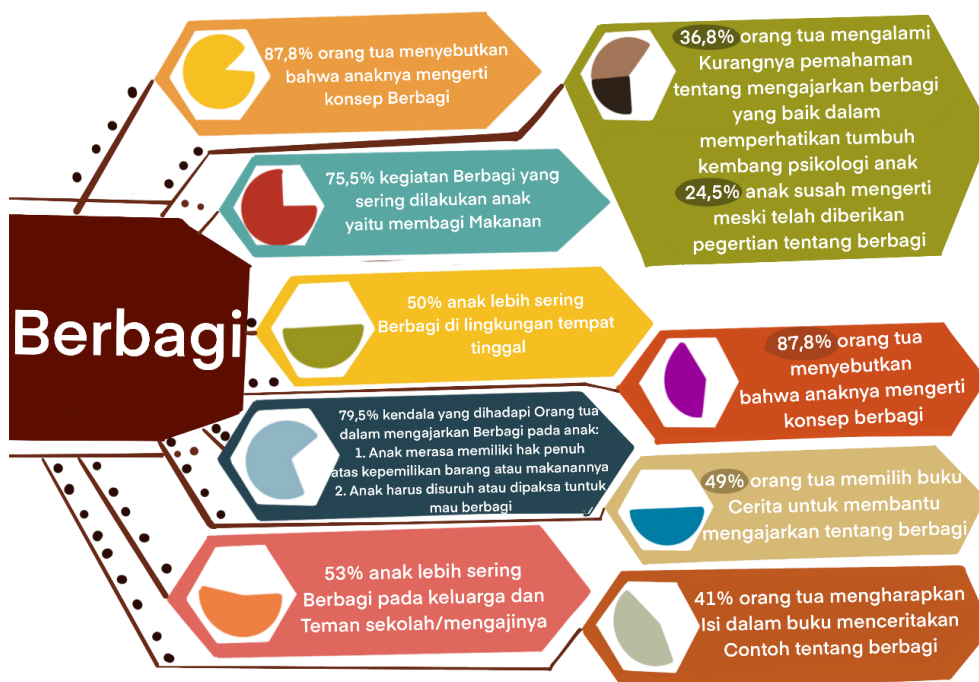 Berbagi
87,8% orang tua menyebutkan
bahwa anaknya mengerti
konsep Berbagi
75,5% kegiatan Berbagi yang
sering dilakukan anak
yaitu membagi Makanan
50% anak lebih sering
Berbagi di lingkungan tempat
tinggal
79,5% kendala yang dihadapi Orang tua
dalam mengajarkan Berbagi pada anak:
1. Anak merasa memiliki hak penuh
atas kepemilikan barang atau makanannya
2. Anak harus disuruh atau dipaksa tuntuk
mau berbagi
53% anak lebih sering
Berbagi pada keluarga dan
Teman sekolah/mengajinya
36,8% orang tua mengalami
Kurangnya pemahaman
tentang mengajarkan berbagi
yang baik dalam
memperhatikan tumbuh
kembang psikologi anak
24,5% anak susah mengerti
meski telah diberikan
pegertian tentang berbagi
87,8% orang tua
menyebutkan
bahwa anaknya mengerti
konsep berbagi
49% orang tua memilih buku
Cerita untuk membantu
mengajarkan tentang berbagi
41% orang tua mengharapkan
Isi dalam buku menceritakan
Contoh tentang berbagi